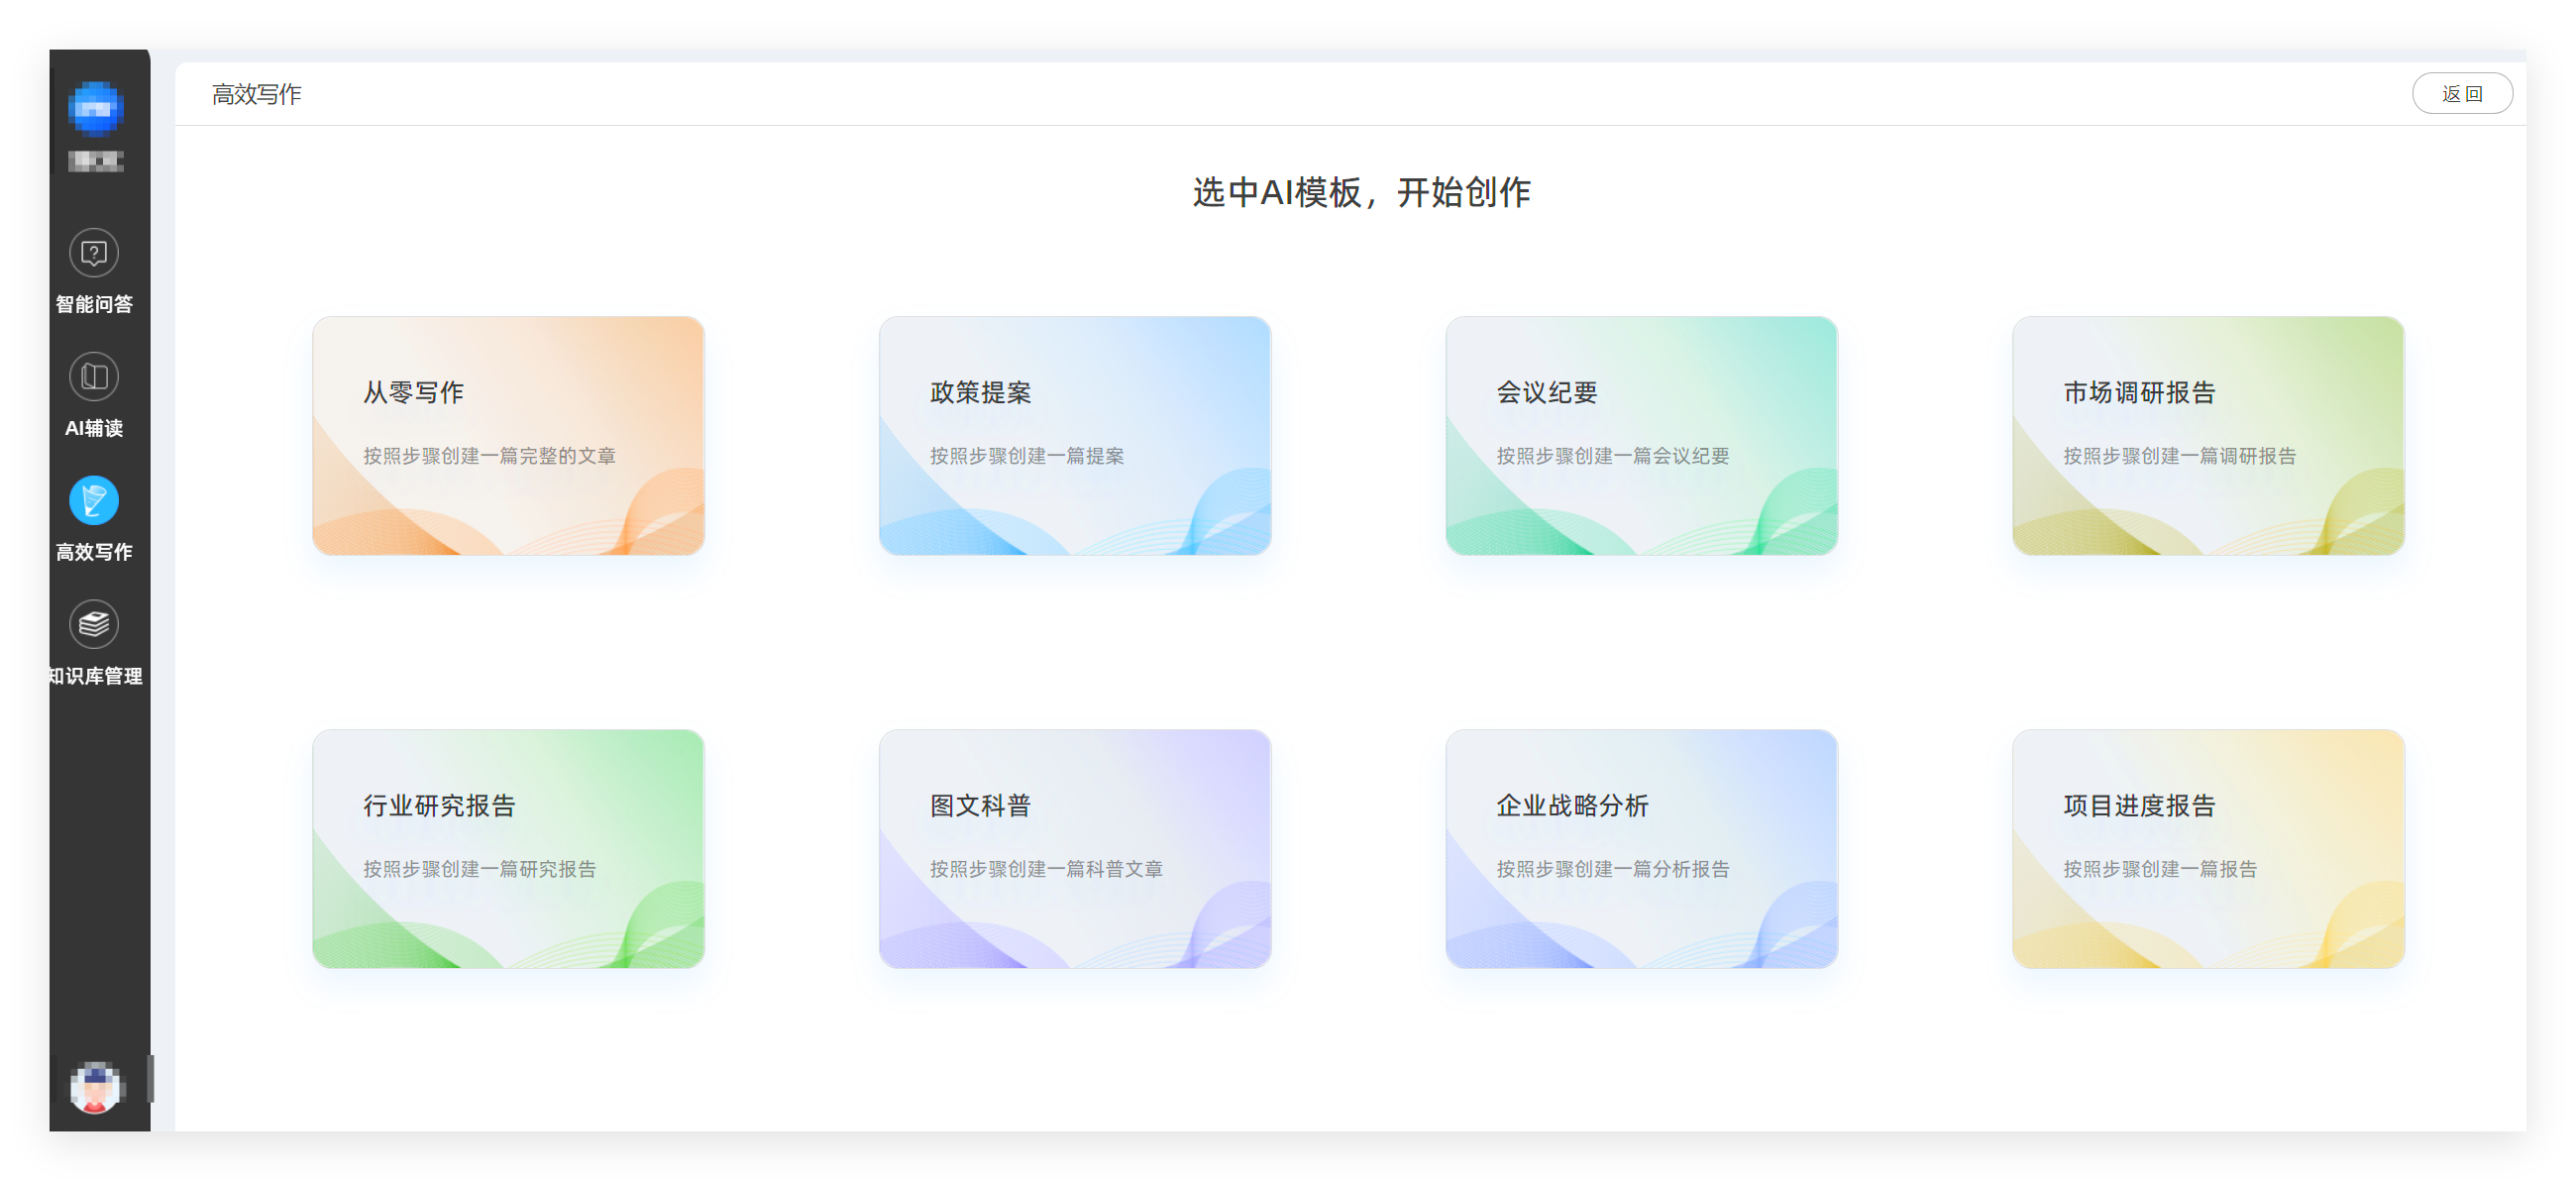 高效写作
返回
选中AI模板，开始创作
智能问答
AI辅读
高效写作
知识库管理
从零写作
按照步骤创建一篇完整的文章
政策提案
按照步骤创建一篇提案
会议纪要
按照步骤创建一篇会议纪要
市场调研报告
按照步骤创建一篇调研报告
行业研究报告
按照步骤创建一篇研究报告
图文科普
按照步骤创建一篇科普文章
企业战略分析
按照步骤创建一篇分析报告
项目进度报告
按照步骤创建一篇报告